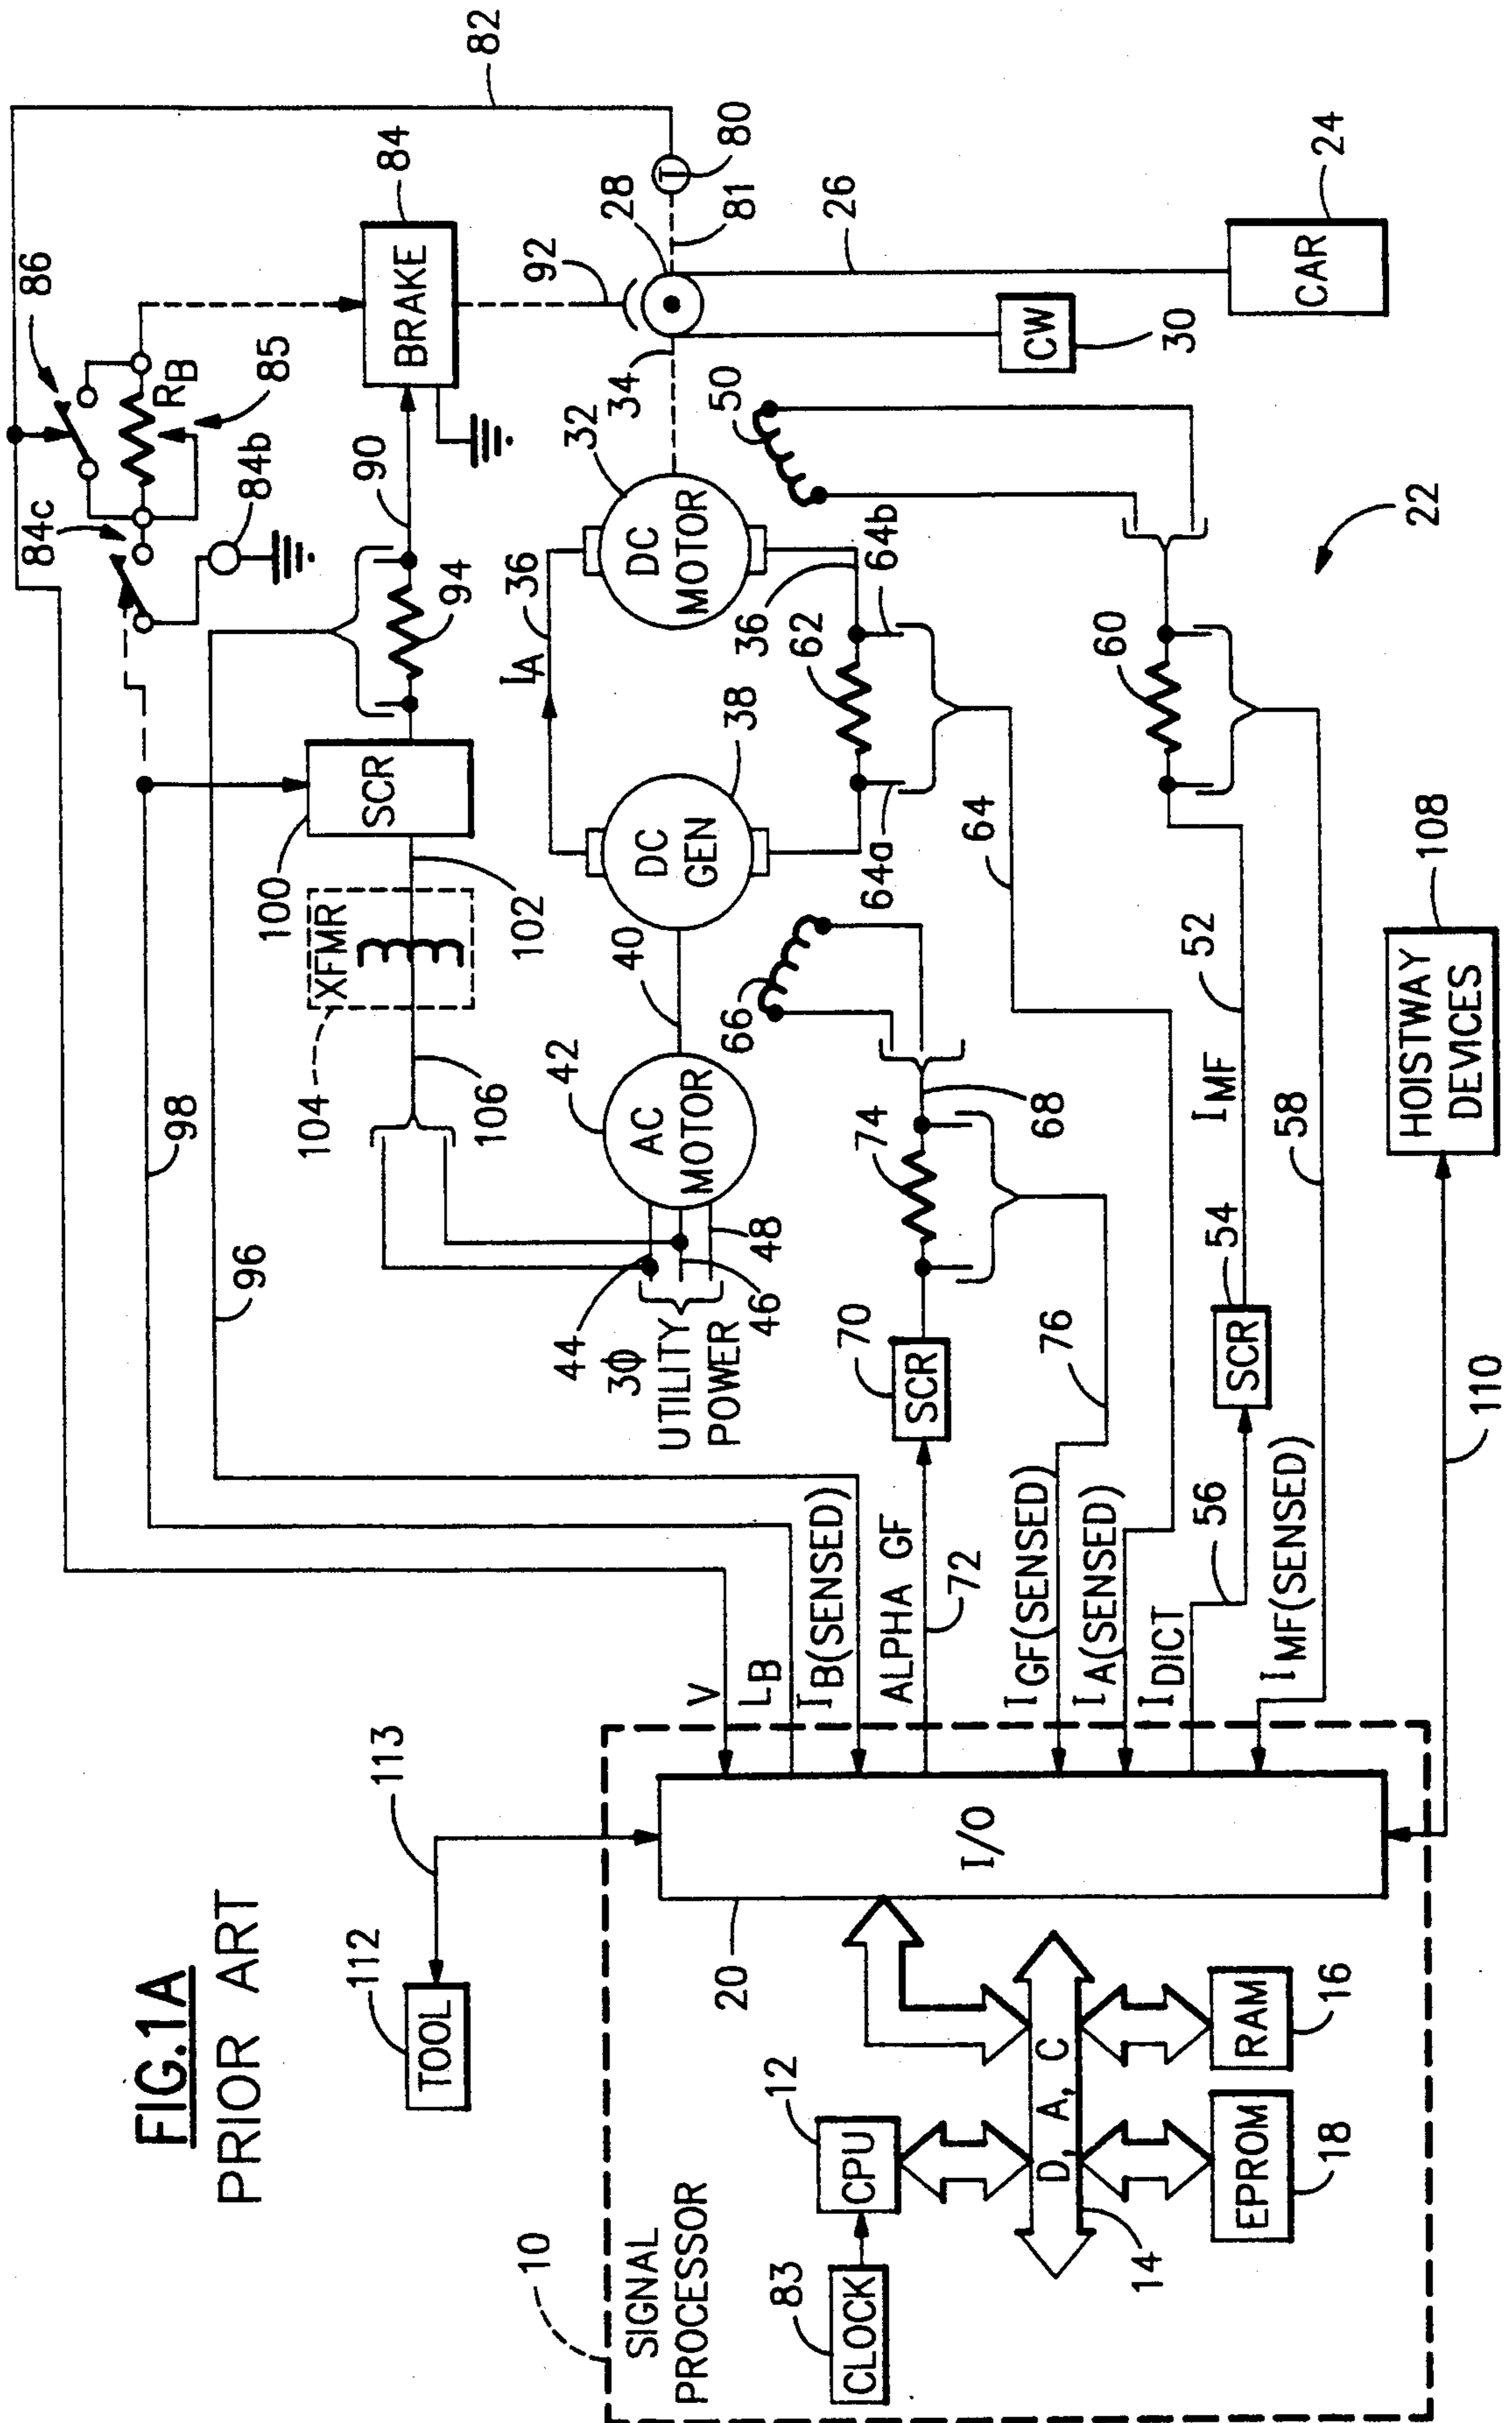 FIG.1A
PRIOR ART
10
SIGNAL
PROCESSOR
83
CLOCK
12
CPU
D, A, C
14
EPROM
18
RAM
16
20
I/O
112
TOOL
113
V
LB
IB(SENSED)
ALPHA GF
72
IGF(SENSED)
IA(SENSED)
IDICT
IMF(SENSED)
56
110
HOISTWAY
DEVICES
108
96
98
44
3Φ
UTILITY
POWER
46
48
42
AC
MOTOR
40
104
XFMR
106
102
100
SCR
94
90
84c
84b
86
RB
85
84
BRAKE
82
92
28
80
T
81
34
26
CW
30
CAR
24
IA
36
38
DC
GEN
32
DC
MOTOR
36
62
64a
64b
64
50
66
68
74
70
SCR
76
54
SCR
52
IMF
58
60
22